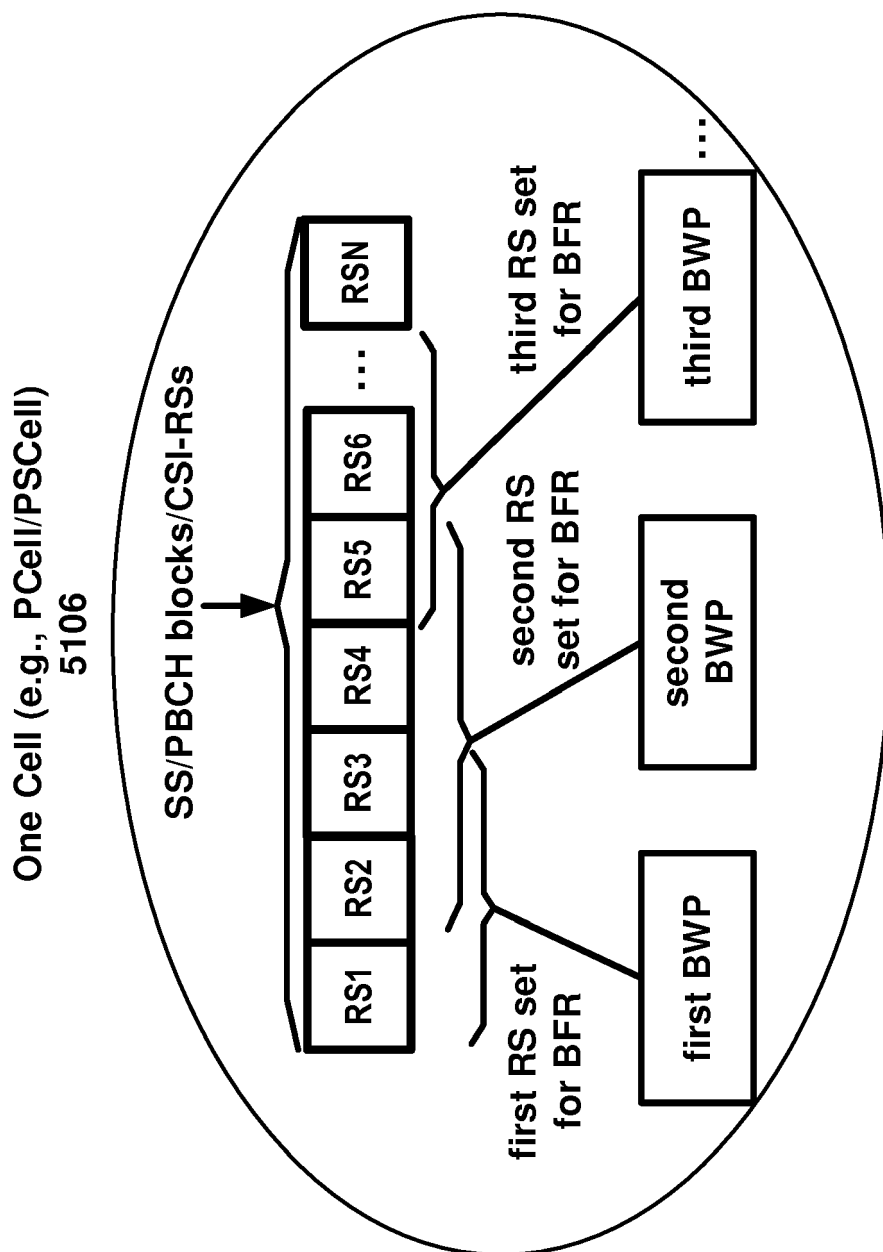 One Cell (e.g., PCell/PSCell)
5106
SS/PBCH blocks/CSI-RSs
RS1
RS2
RS3
RS4
RS5
RS6
...
RSN
first RS set
for BFR
second RS
set for BFR
third RS set
for BFR
first BWP
second
BWP
third BWP
...